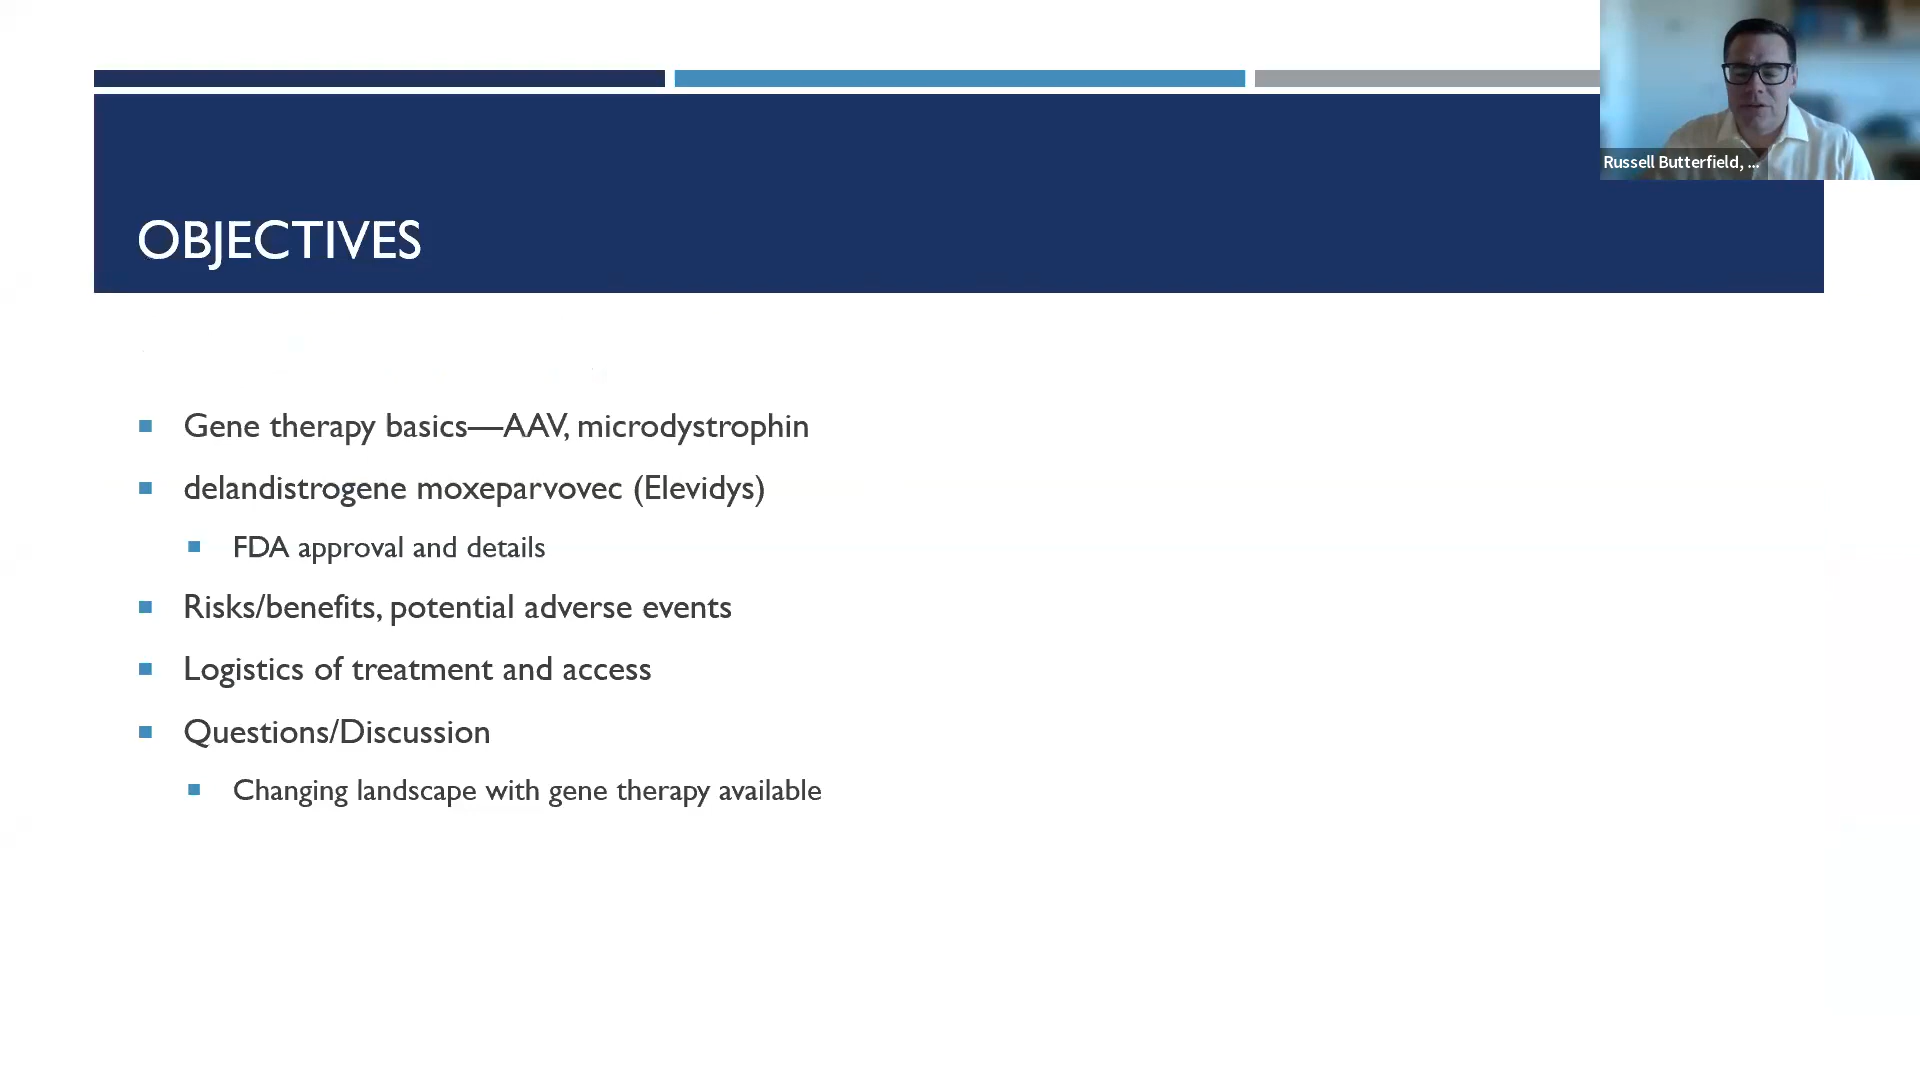 Russell Butterfield, ...
OBJECTIVES
Gene therapy basics—AAV, microdystrophin
delandistrogene moxeparvovec (Elevidys)
FDA approval and details
Risks/benefits, potential adverse events
Logistics of treatment and access
Questions/Discussion
Changing landscape with gene therapy available